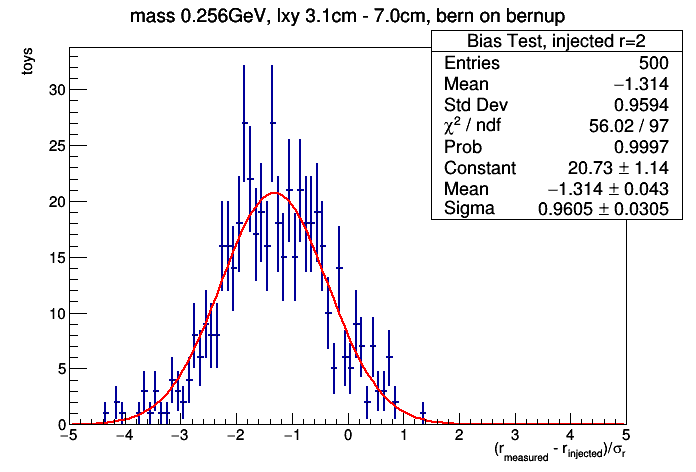 mass 0.256GeV, lxy 3.1cm - 7.0cm, bern on bernup
Bias Test, injected r=2
Entries 500
Mean −1.314
Std Dev 0.9594
χ² / ndf 56.02 / 97
Prob 0.9997
Constant 20.73 ± 1.14
Mean −1.314 ± 0.043
Sigma 0.9605 ± 0.0305
toys
30
25
20
15
10
5
0
−5 −4 −3 −2 −1 0 1 2 3 4 5
(r_measured - r_injected)/σ_r